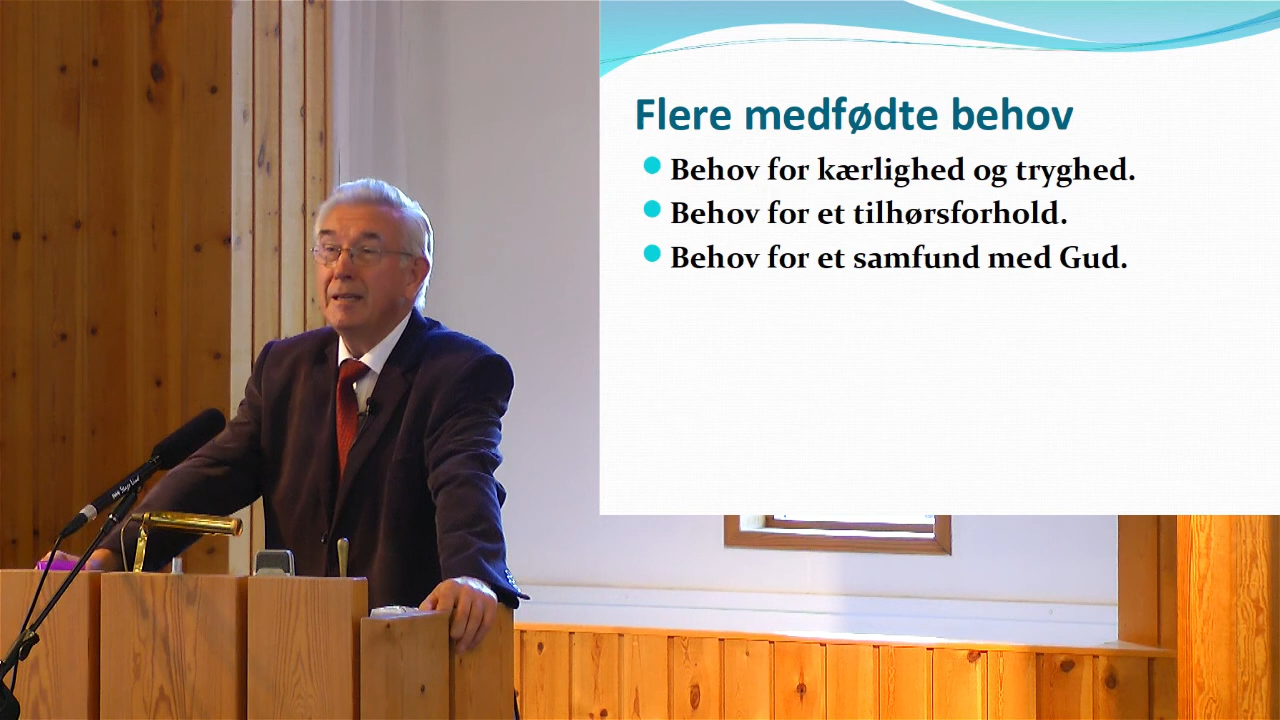 Flere medfødte behov
Behov for kærlighed og tryghed.
Behov for et tilhørsforhold.
Behov for et samfund med Gud.